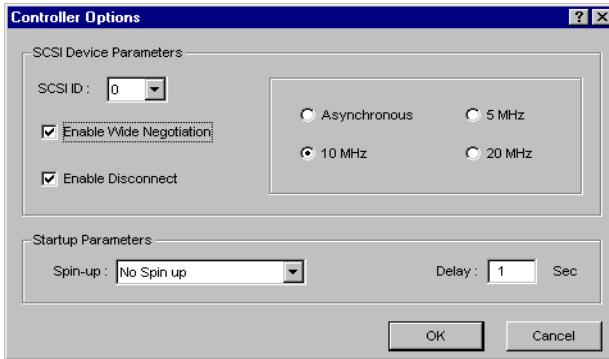 Controller Options
SCSI Device Parameters
SCSI ID : 0
Enable Wide Negotiation
Enable Disconnect
Asynchronous 5 MHz
10 MHz 20 MHz
Startup Parameters
Spin-up : No Spin up Delay : 1 Sec
OK Cancel